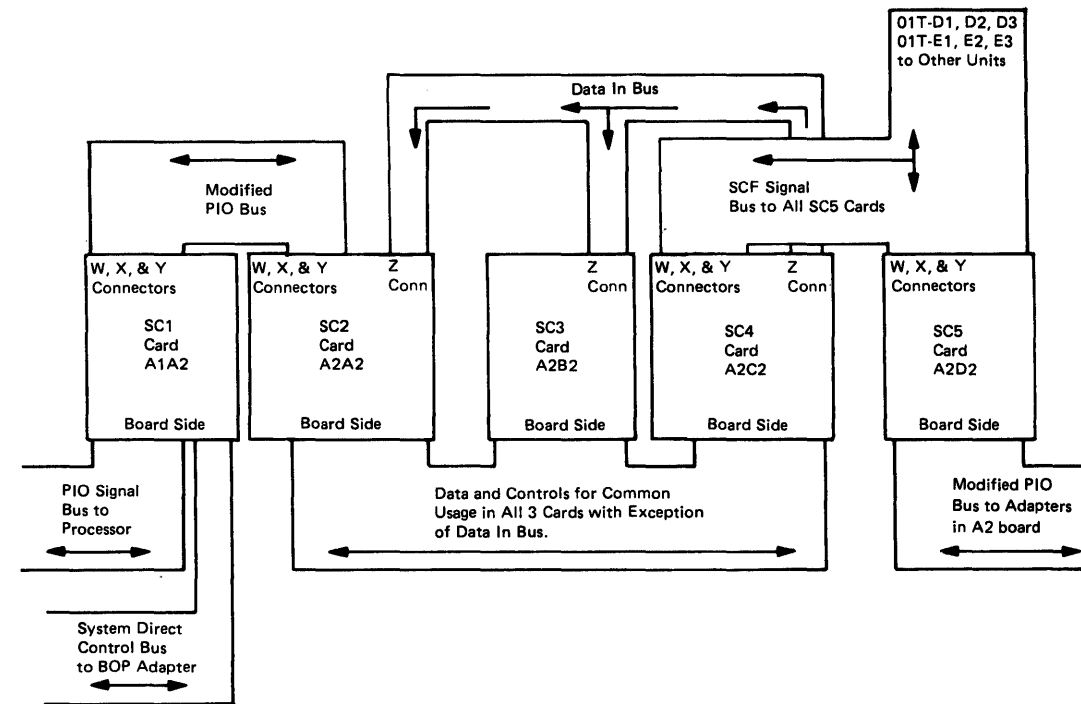 01T-D1, D2, D3
01T-E1, E2, E3
to Other Units
Data In Bus
Modified
PIO Bus
SCF Signal
Bus to All SC5 Cards
W, X, & Y
Connectors
SC1
Card
A1A2
Board Side
W, X, & Y
Connectors
Z
Conn
SC2
Card
A2A2
Board Side
Z
Conn
SC3
Card
A2B2
Board Side
W, X, & Y
Connectors
Z
Conn
SC4
Card
A2C2
Board Side
W, X, & Y
Connectors
SC5
Card
A2D2
Board Side
PIO Signal
Bus to
Processor
Data and Controls for Common
Usage in All 3 Cards with Exception
of Data In Bus.
Modified PIO
Bus to Adapters
in A2 board
System Direct
Control Bus
to BOP Adapter